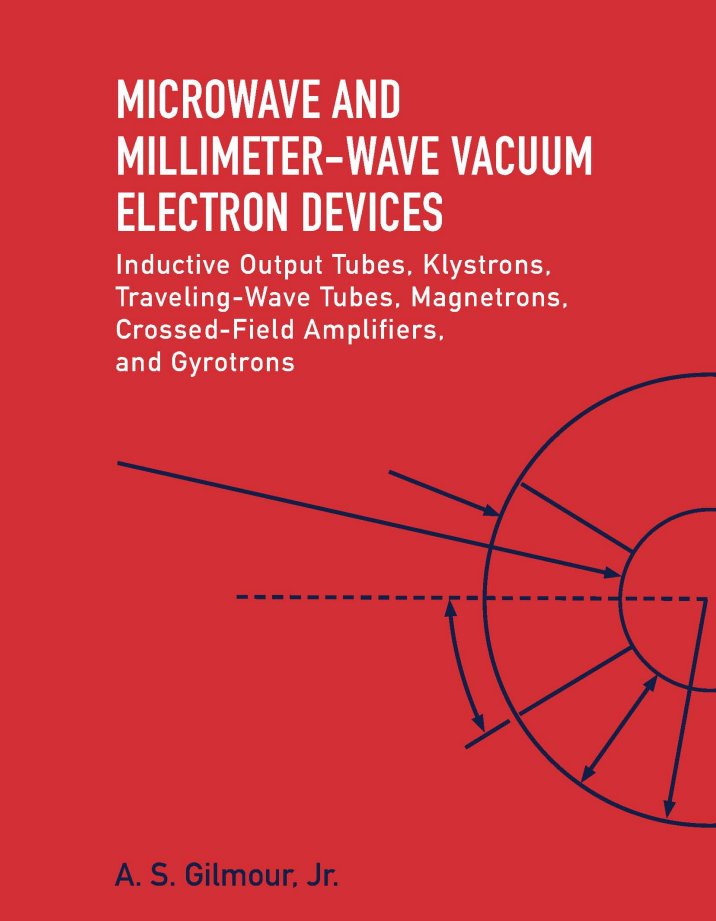 MICROWAVE AND
MILLIMETER-WAVE VACUUM
ELECTRON DEVICES
Inductive Output Tubes, Klystrons,
Traveling-Wave Tubes, Magnetrons,
Crossed-Field Amplifiers,
and Gyrotrons
A. S. Gilmour, Jr.